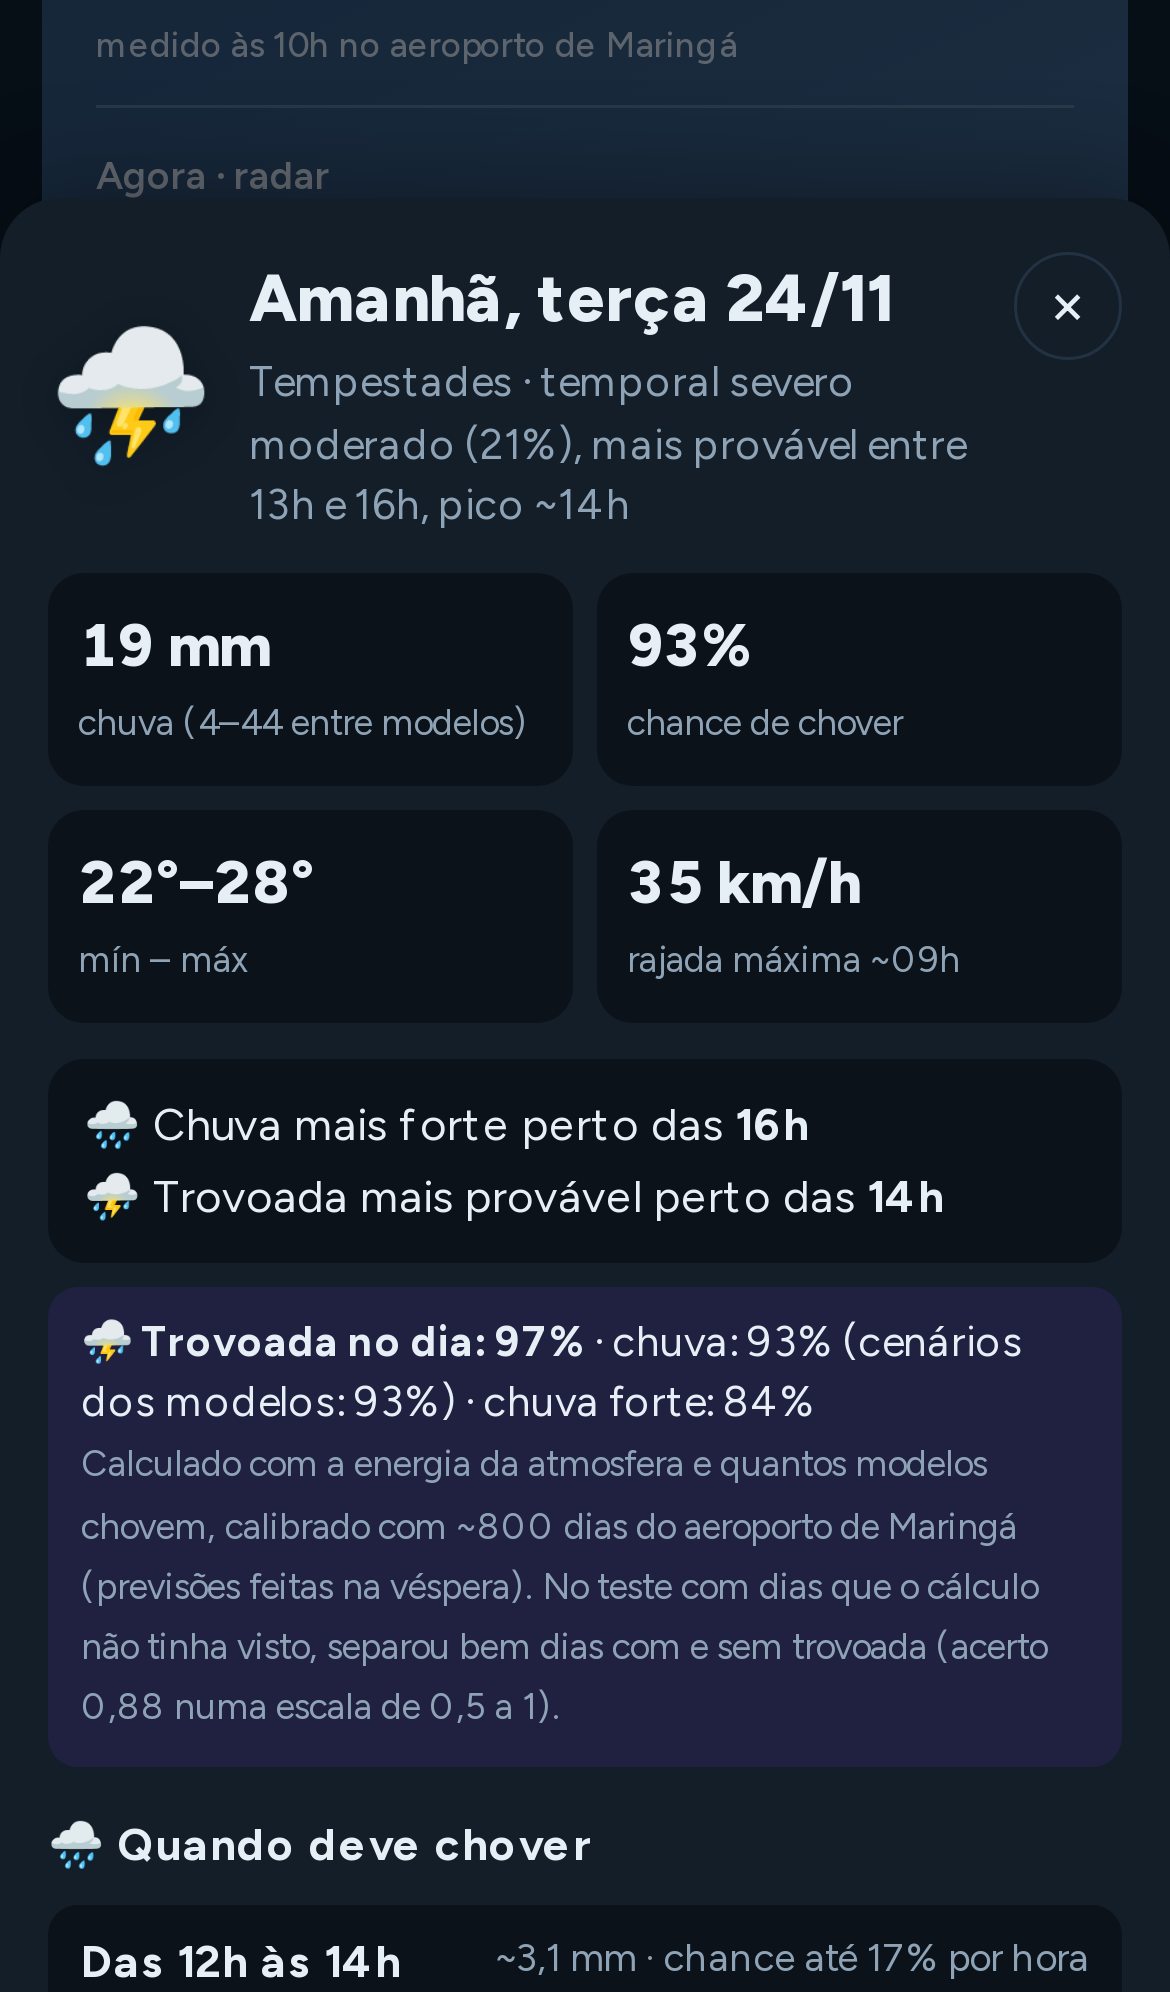 medido às 10h no aeroporto de Maringá
Agora · radar
Amanhã, terça 24/11
×
Tempestades · temporal severo
moderado (21%), mais provável entre
13h e 16h, pico ~14h
19 mm
chuva (4–44 entre modelos)
93%
chance de chover
22°–28°
mín – máx
35 km/h
rajada máxima ~09h
Chuva mais forte perto das 16h
Trovoada mais provável perto das 14h
Trovoada no dia: 97% · chuva: 93% (cenários
dos modelos: 93%) · chuva forte: 84%
Calculado com a energia da atmosfera e quantos modelos
chovem, calibrado com ~800 dias do aeroporto de Maringá
(previsões feitas na véspera). No teste com dias que o cálculo
não tinha visto, separou bem dias com e sem trovoada (acerto
0,88 numa escala de 0,5 a 1).
Quando deve chover
Das 12h às 14h
~3,1 mm · chance até 17% por hora